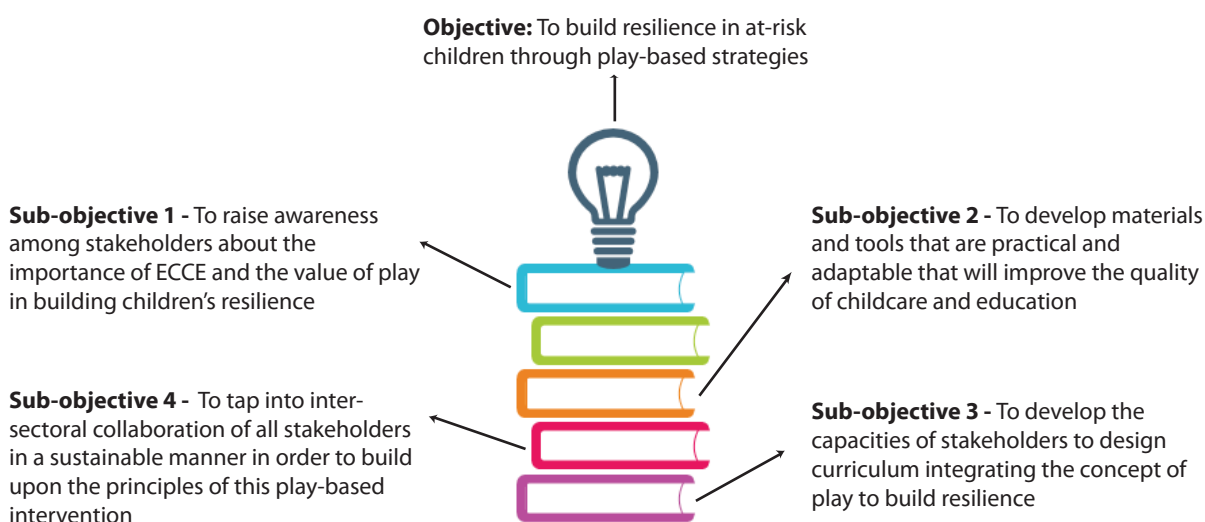 Objective: To build resilience in at-risk
children through play-based strategies
Sub-objective 1 - To raise awareness
among stakeholders about the
importance of ECCE and the value of play
in building children’s resilience
Sub-objective 2 - To develop materials
and tools that are practical and
adaptable that will improve the quality
of childcare and education
Sub-objective 4 - To tap into inter-
sectoral collaboration of all stakeholders
in a sustainable manner in order to build
upon the principles of this play-based
intervention
Sub-objective 3 - To develop the
capacities of stakeholders to design
curriculum integrating the concept of
play to build resilience